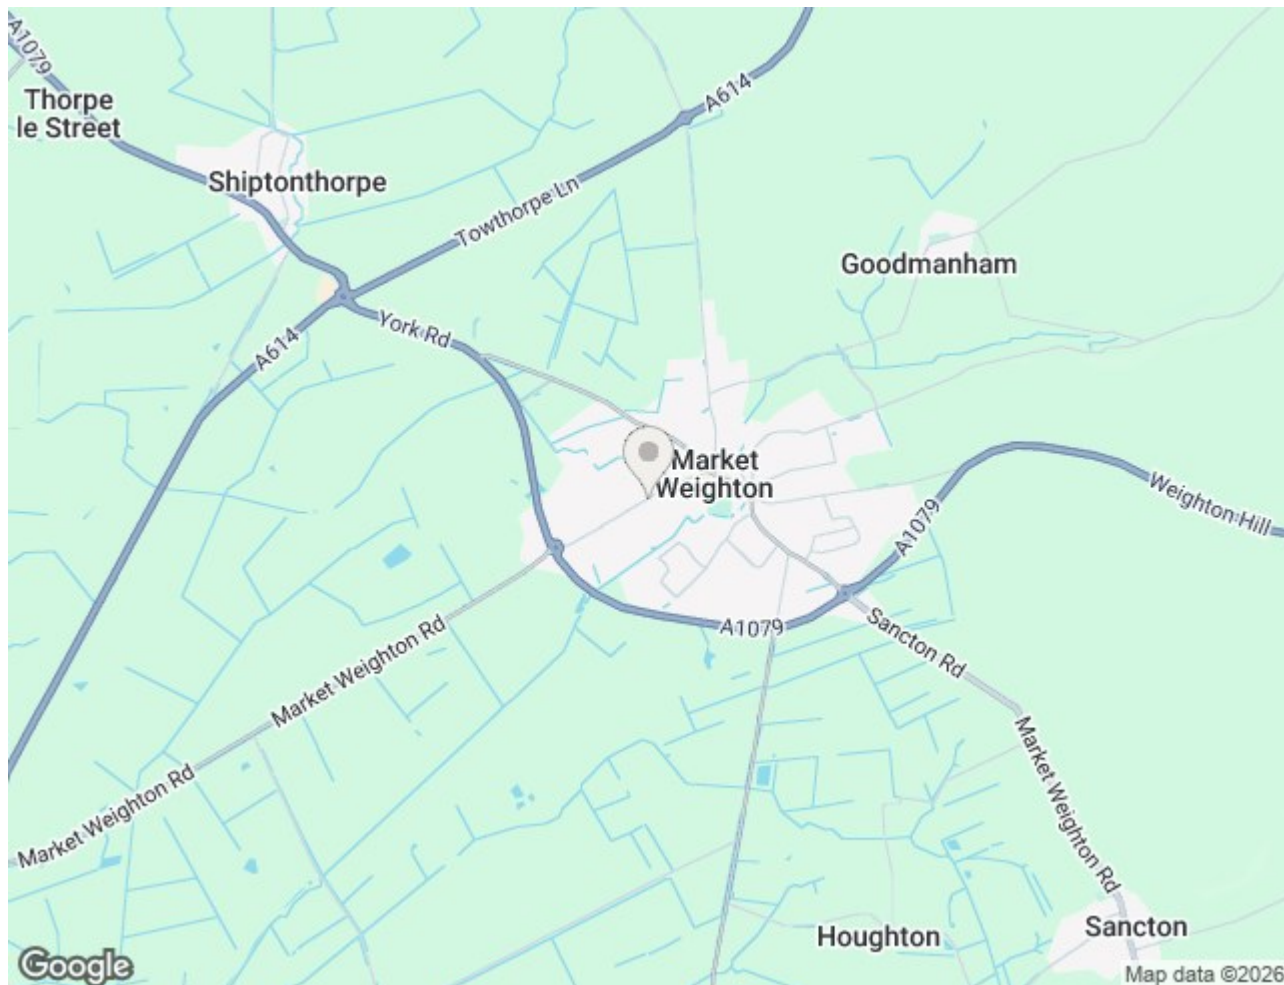 A1079
Thorpe
le Street
Shiptonthorpe
A614
Towthorpe Ln
Goodmanham
York Rd
A614
Market
Weighton
Weighton Hill
A1079
A1079
Sancton Rd
Market Weighton Rd
Market Weighton Rd
Market Weighton Rd
Houghton
Sancton
Google
Map data ©2026